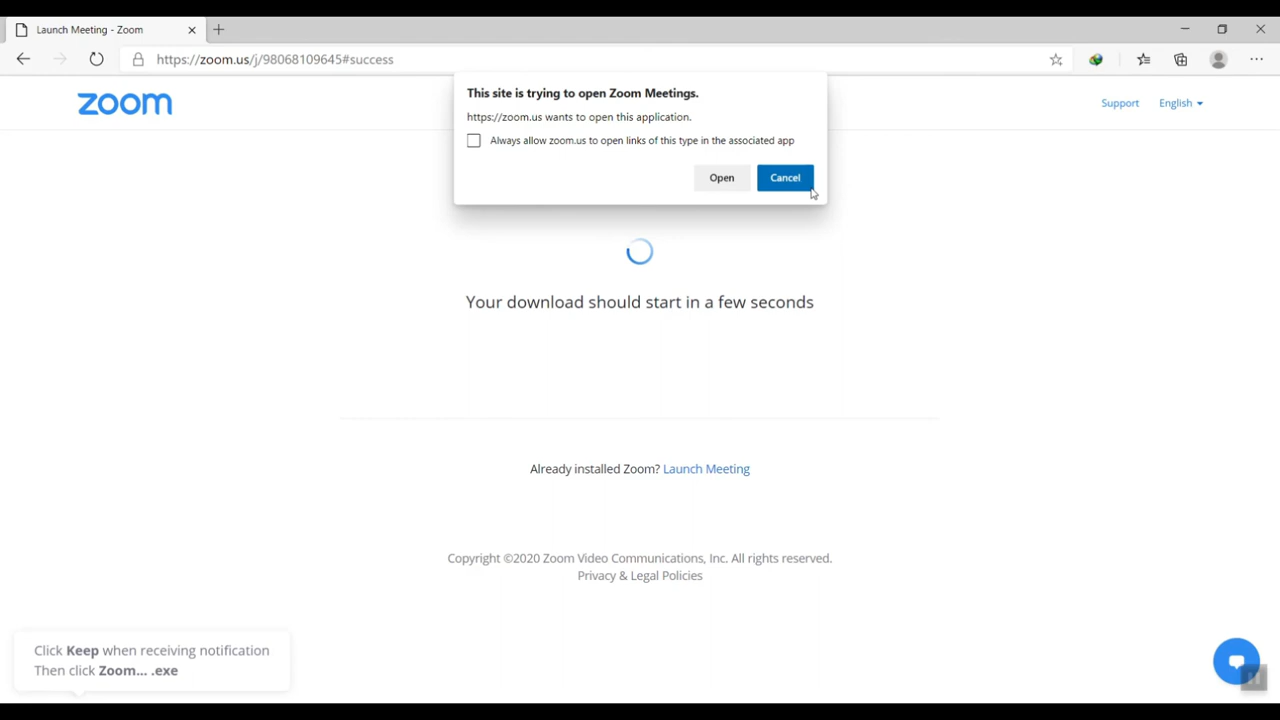 Launch Meeting - Zoom
https://zoom.us/j/98068109645#success
This site is trying to open Zoom Meetings.
https://zoom.us wants to open this application.
Always allow zoom.us to open links of this type in the associated app
Open
Cancel
zoom
Support
English
Your download should start in a few seconds
Already installed Zoom? Launch Meeting
Copyright ©2020 Zoom Video Communications, Inc. All rights reserved.
Privacy & Legal Policies
Click Keep when receiving notification
Then click Zoom... .exe